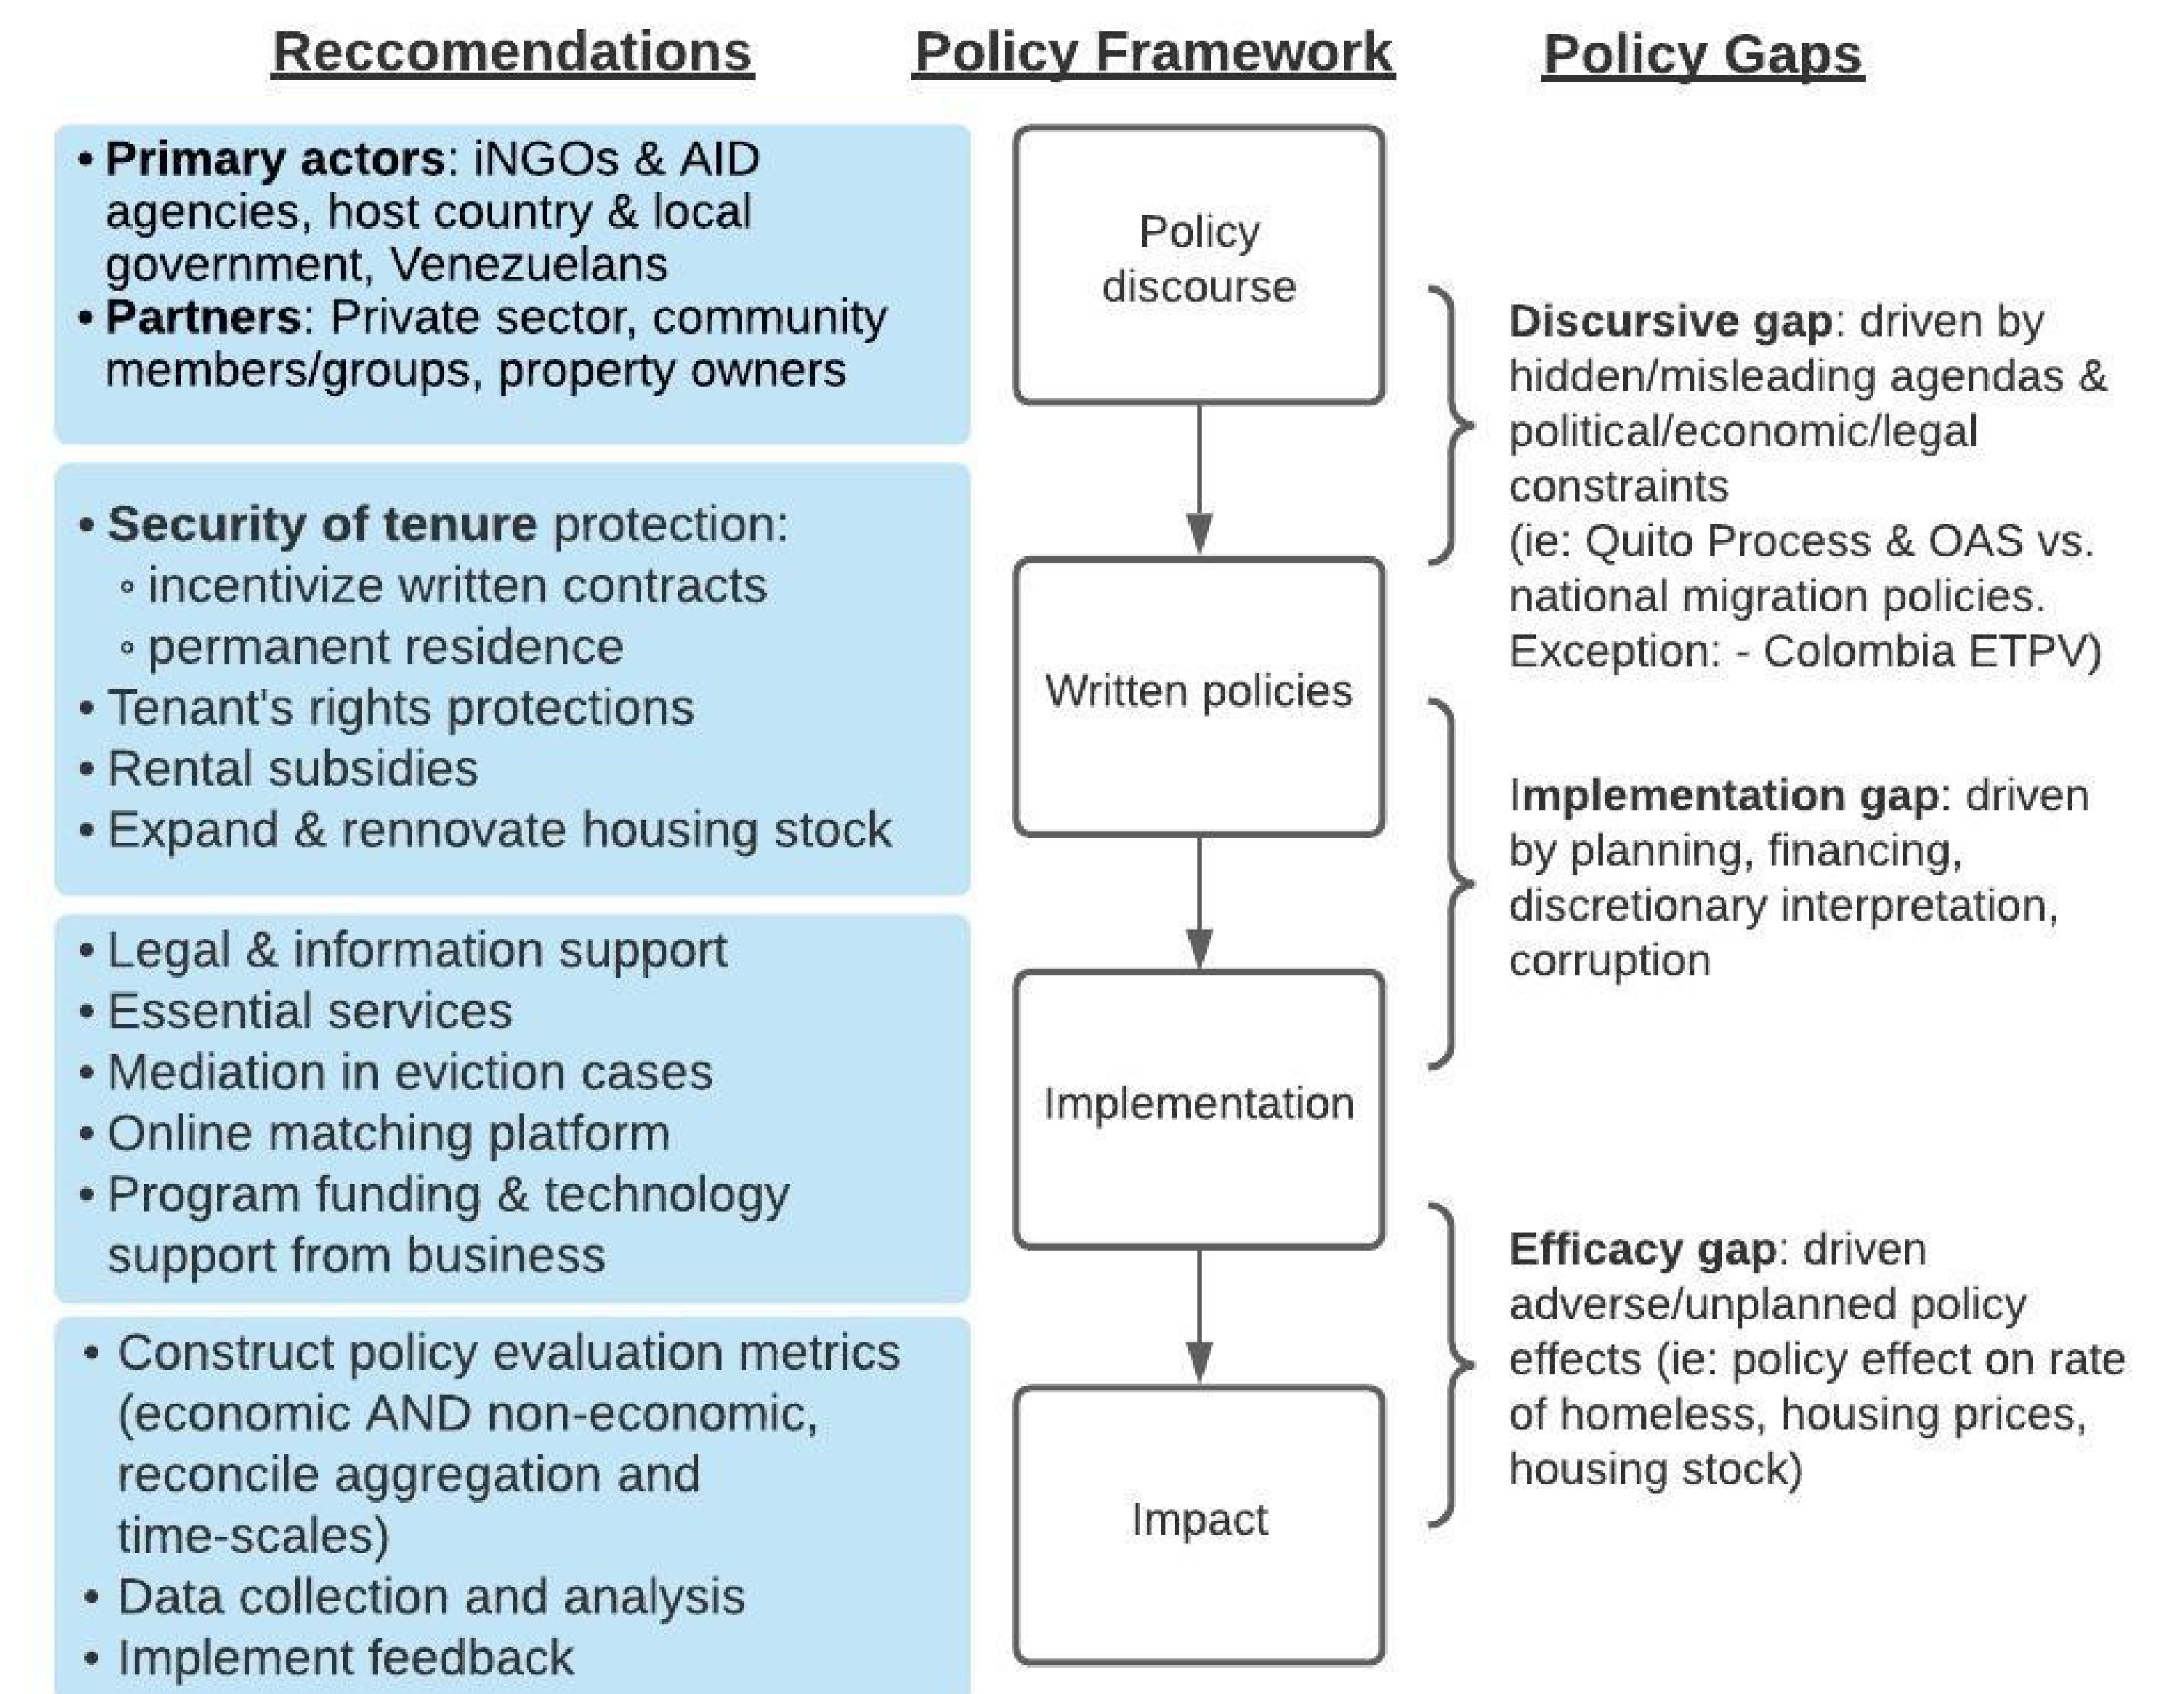 Reccomendations
Policy Framework
Policy Gaps
• Primary actors: iNGOs & AID
agencies, host country & local
government, Venezuelans
• Partners: Private sector, community
members/groups, property owners
• Security of tenure protection:
◦ incentivize written contracts
◦ permanent residence
• Tenant's rights protections
• Rental subsidies
• Expand & rennovate housing stock
• Legal & information support
• Essential services
• Mediation in eviction cases
• Online matching platform
• Program funding & technology
support from business
• Construct policy evaluation metrics
(economic AND non-economic,
reconcile aggregation and
time-scales)
• Data collection and analysis
• Implement feedback
Policy
discourse
Written policies
Implementation
Impact
Discursive gap: driven by
hidden/misleading agendas &
political/economic/legal
constraints
(ie: Quito Process & OAS vs.
national migration policies.
Exception: - Colombia ETPV)
Implementation gap: driven
by planning, financing,
discretionary interpretation,
corruption
Efficacy gap: driven
adverse/unplanned policy
effects (ie: policy effect on rate
of homeless, housing prices,
housing stock)